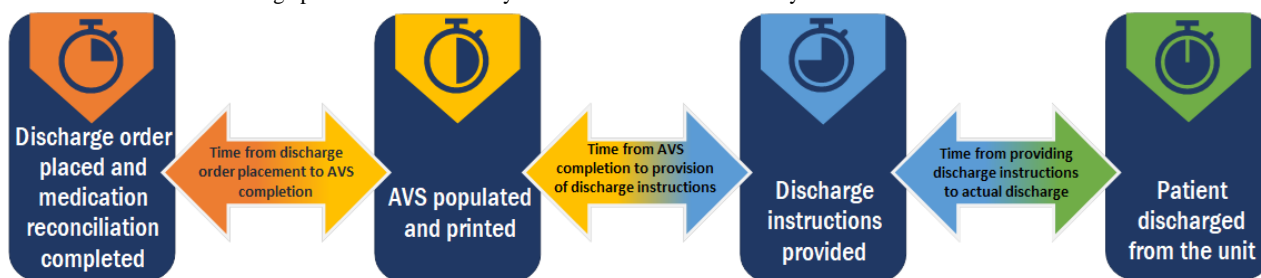 Discharge order
placed and
medication
reconciliation
completed
Time from discharge
order placement to AVS
completion
AVS populated
and printed
Time from AVS
completion to provision
of discharge instructions
Discharge
instructions
provided
Time from providing
discharge instructions
to actual discharge
Patient
discharged
from the unit